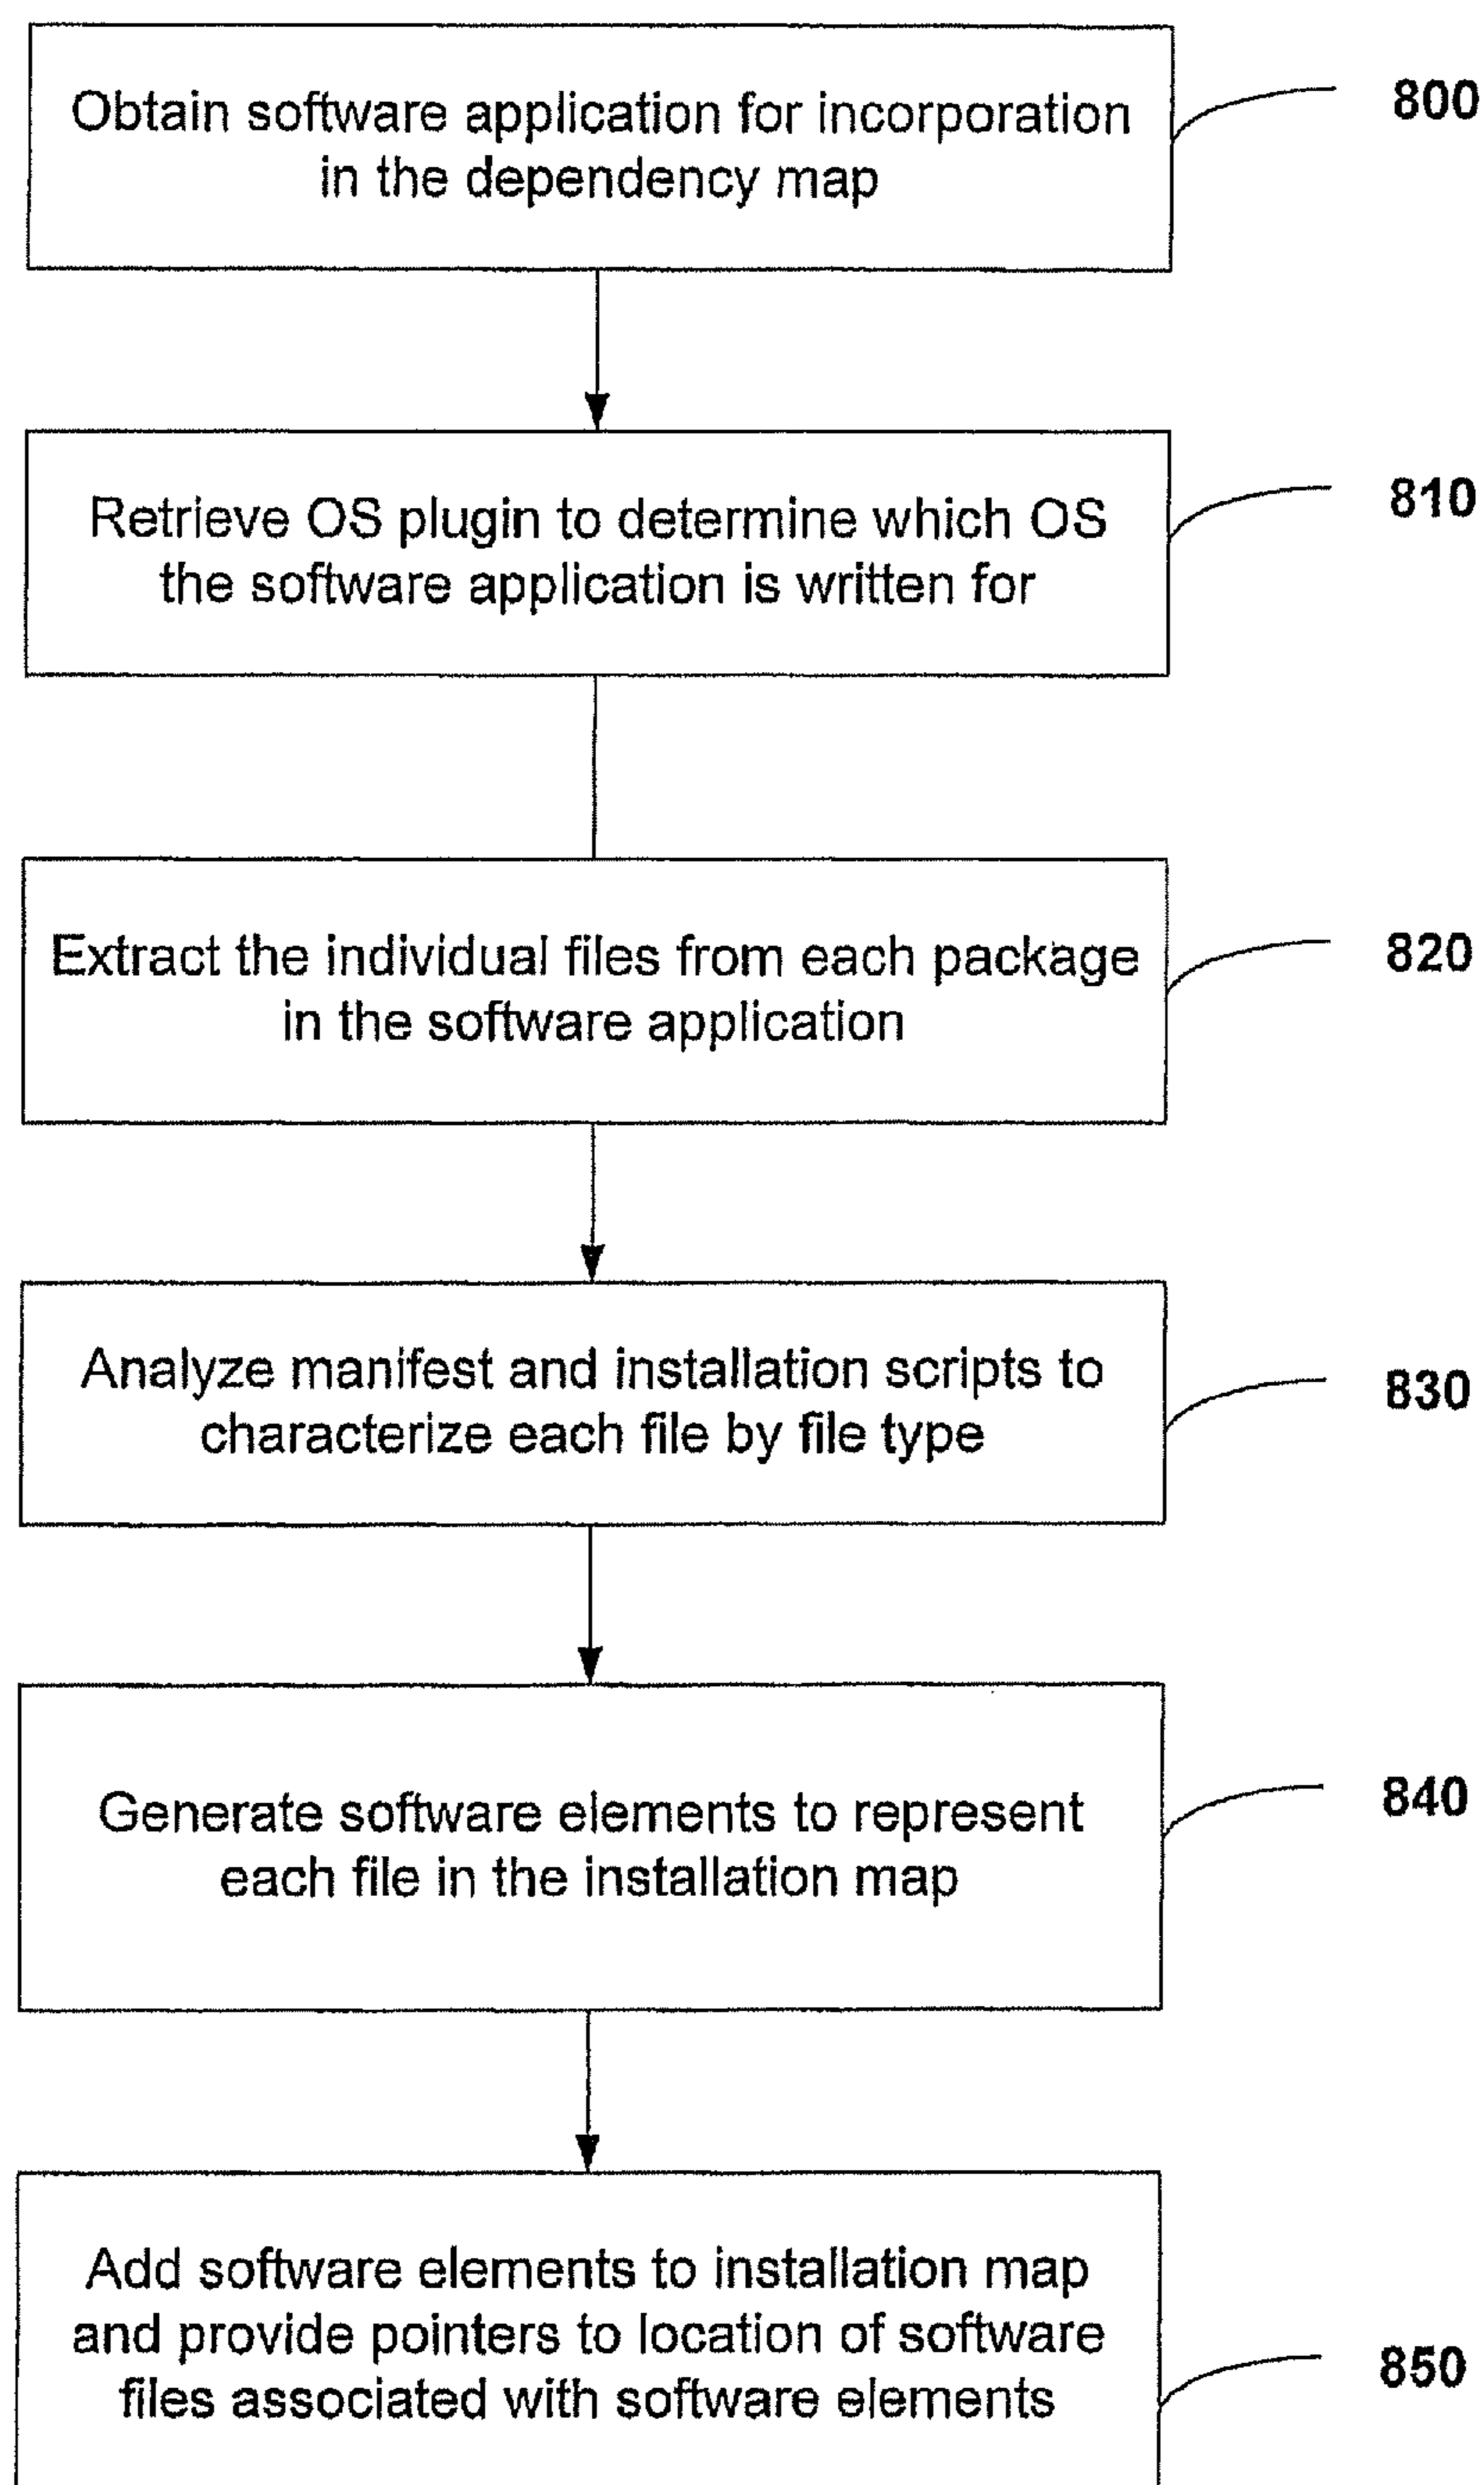 Obtain software application for incorporation
in the dependency map
800
Retrieve OS plugin to determine which OS
the software application is written for
810
Extract the individual files from each package
in the software application
820
Analyze manifest and installation scripts to
characterize each file by file type
830
Generate software elements to represent
each file in the installation map
840
Add software elements to installation map
and provide pointers to location of software
files associated with software elements
850